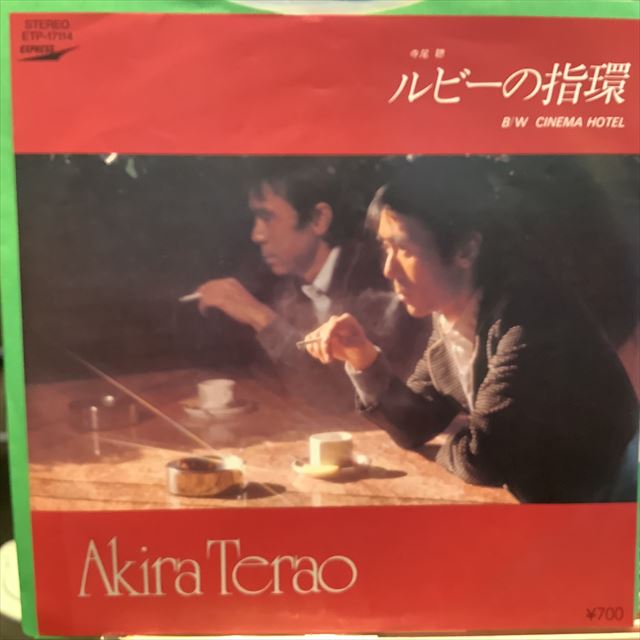 STEREO
ETP-17114
EXPRESS
寺尾 聰
ルビーの指環
B/W CINEMA HOTEL
Akira Terao
¥700